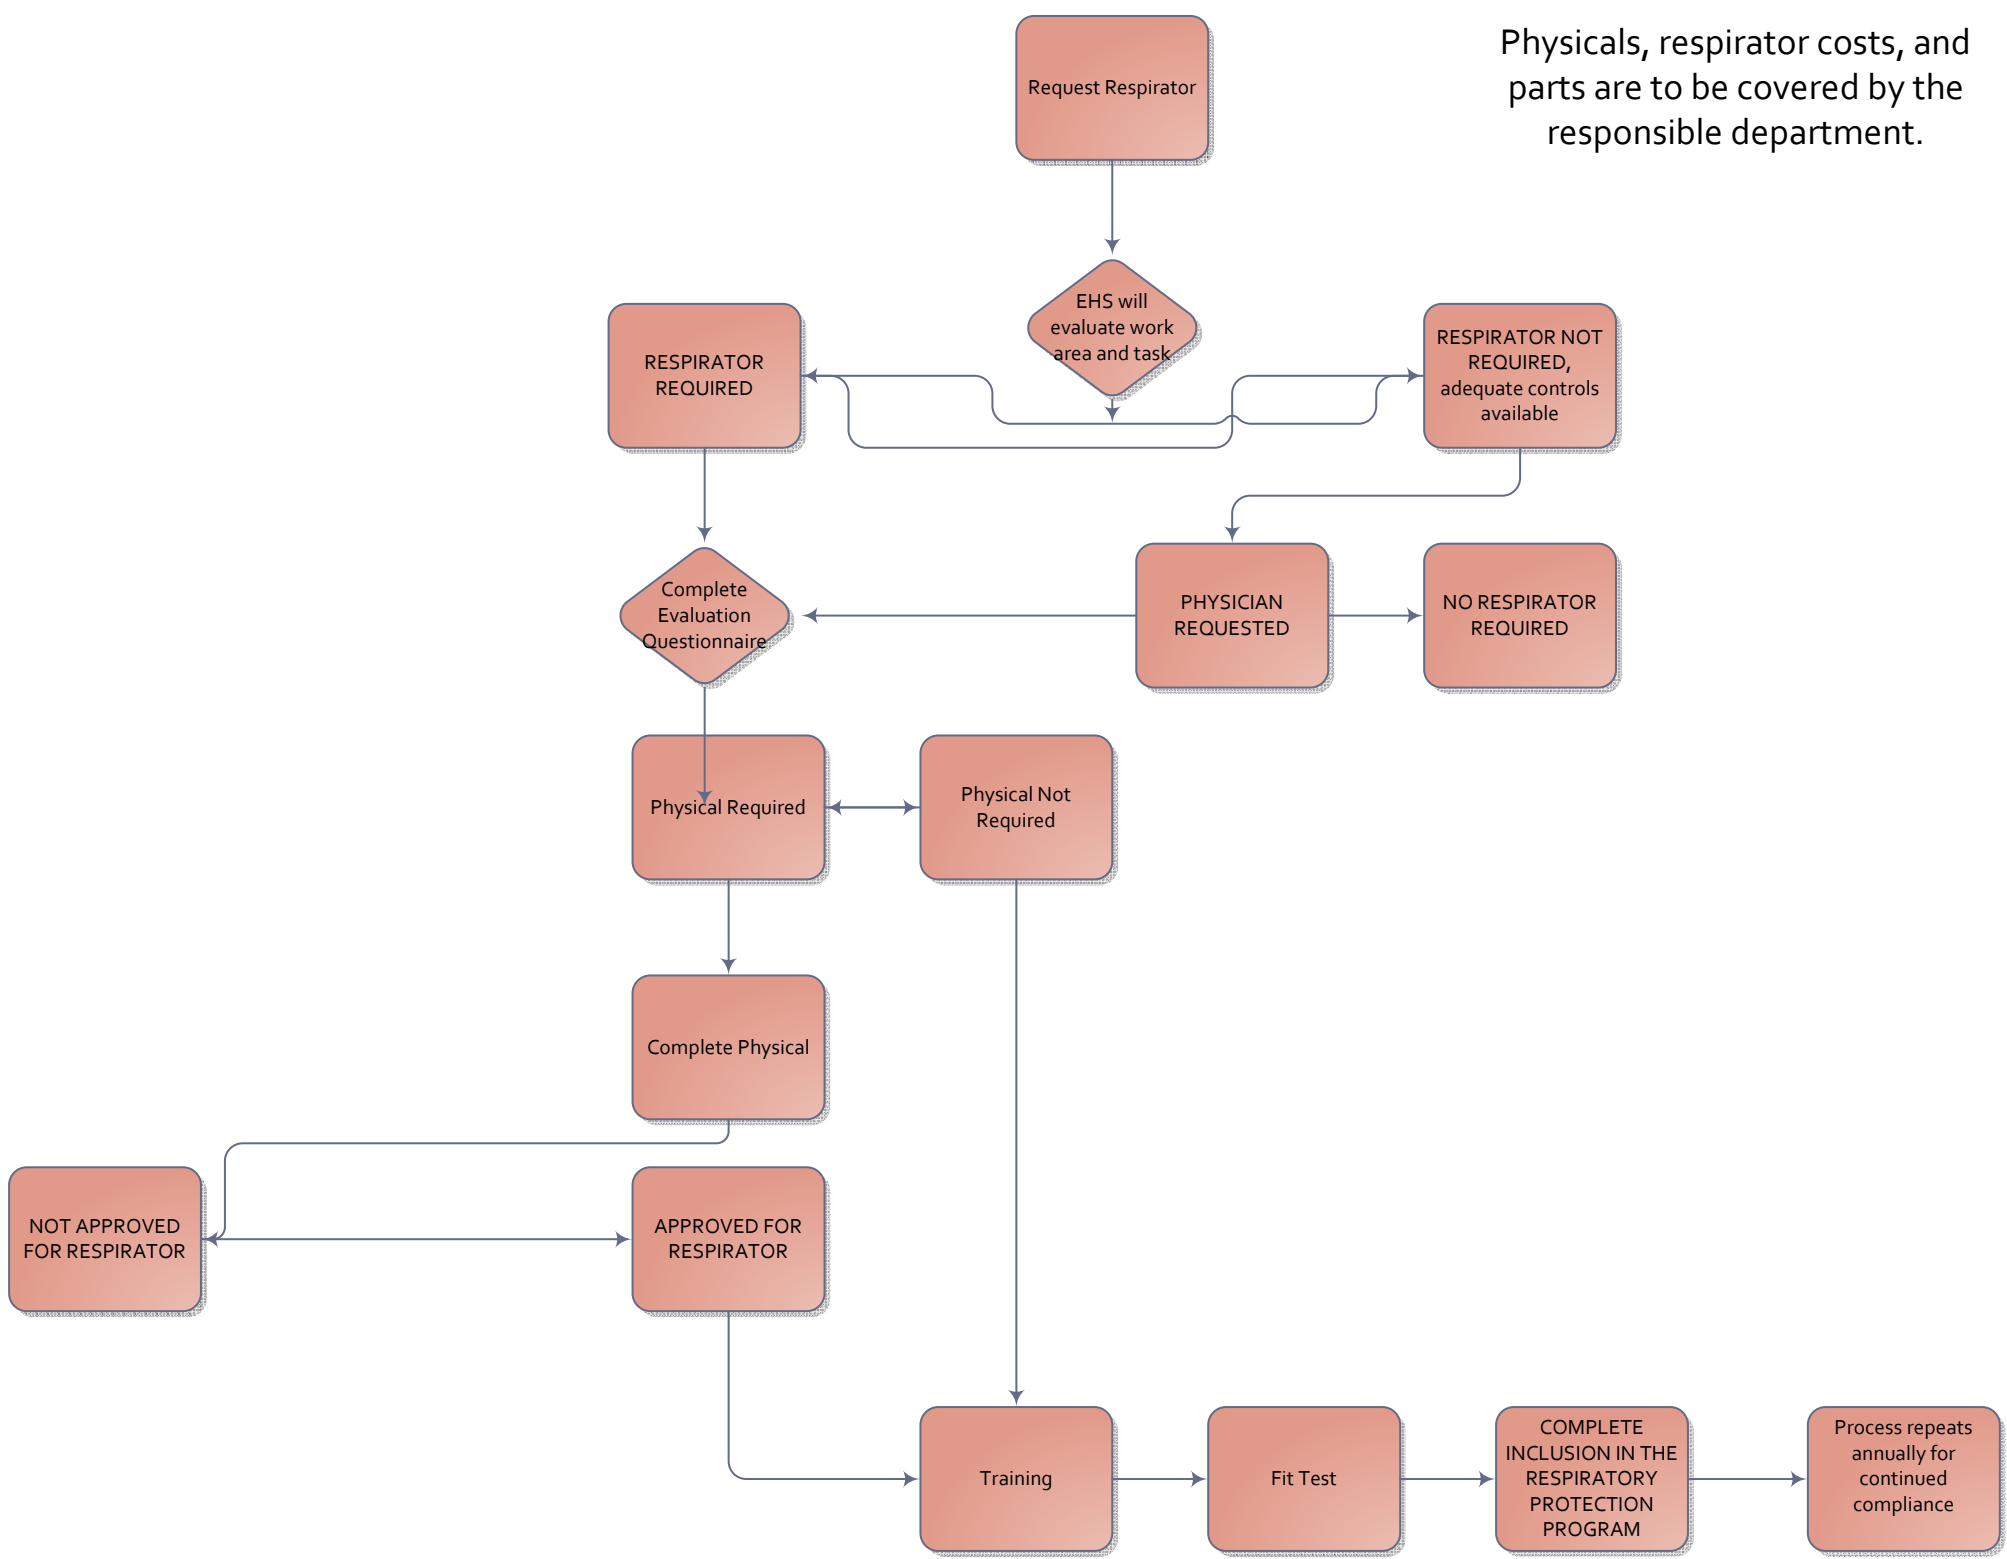 Physicals, respirator costs, and
parts are to be covered by the
responsible department.
Request Respirator
EHS will
evaluate work
area and task
RESPIRATOR
REQUIRED
RESPIRATOR NOT
REQUIRED,
adequate controls
available
Complete
Evaluation
Questionnaire
PHYSICIAN
REQUESTED
NO RESPIRATOR
REQUIRED
Physical Required
Physical Not
Required
Complete Physical
NOT APPROVED
FOR RESPIRATOR
APPROVED FOR
RESPIRATOR
Training
Fit Test
COMPLETE
INCLUSION IN THE
RESPIRATORY
PROTECTION
PROGRAM
Process repeats
annually for
continued
compliance